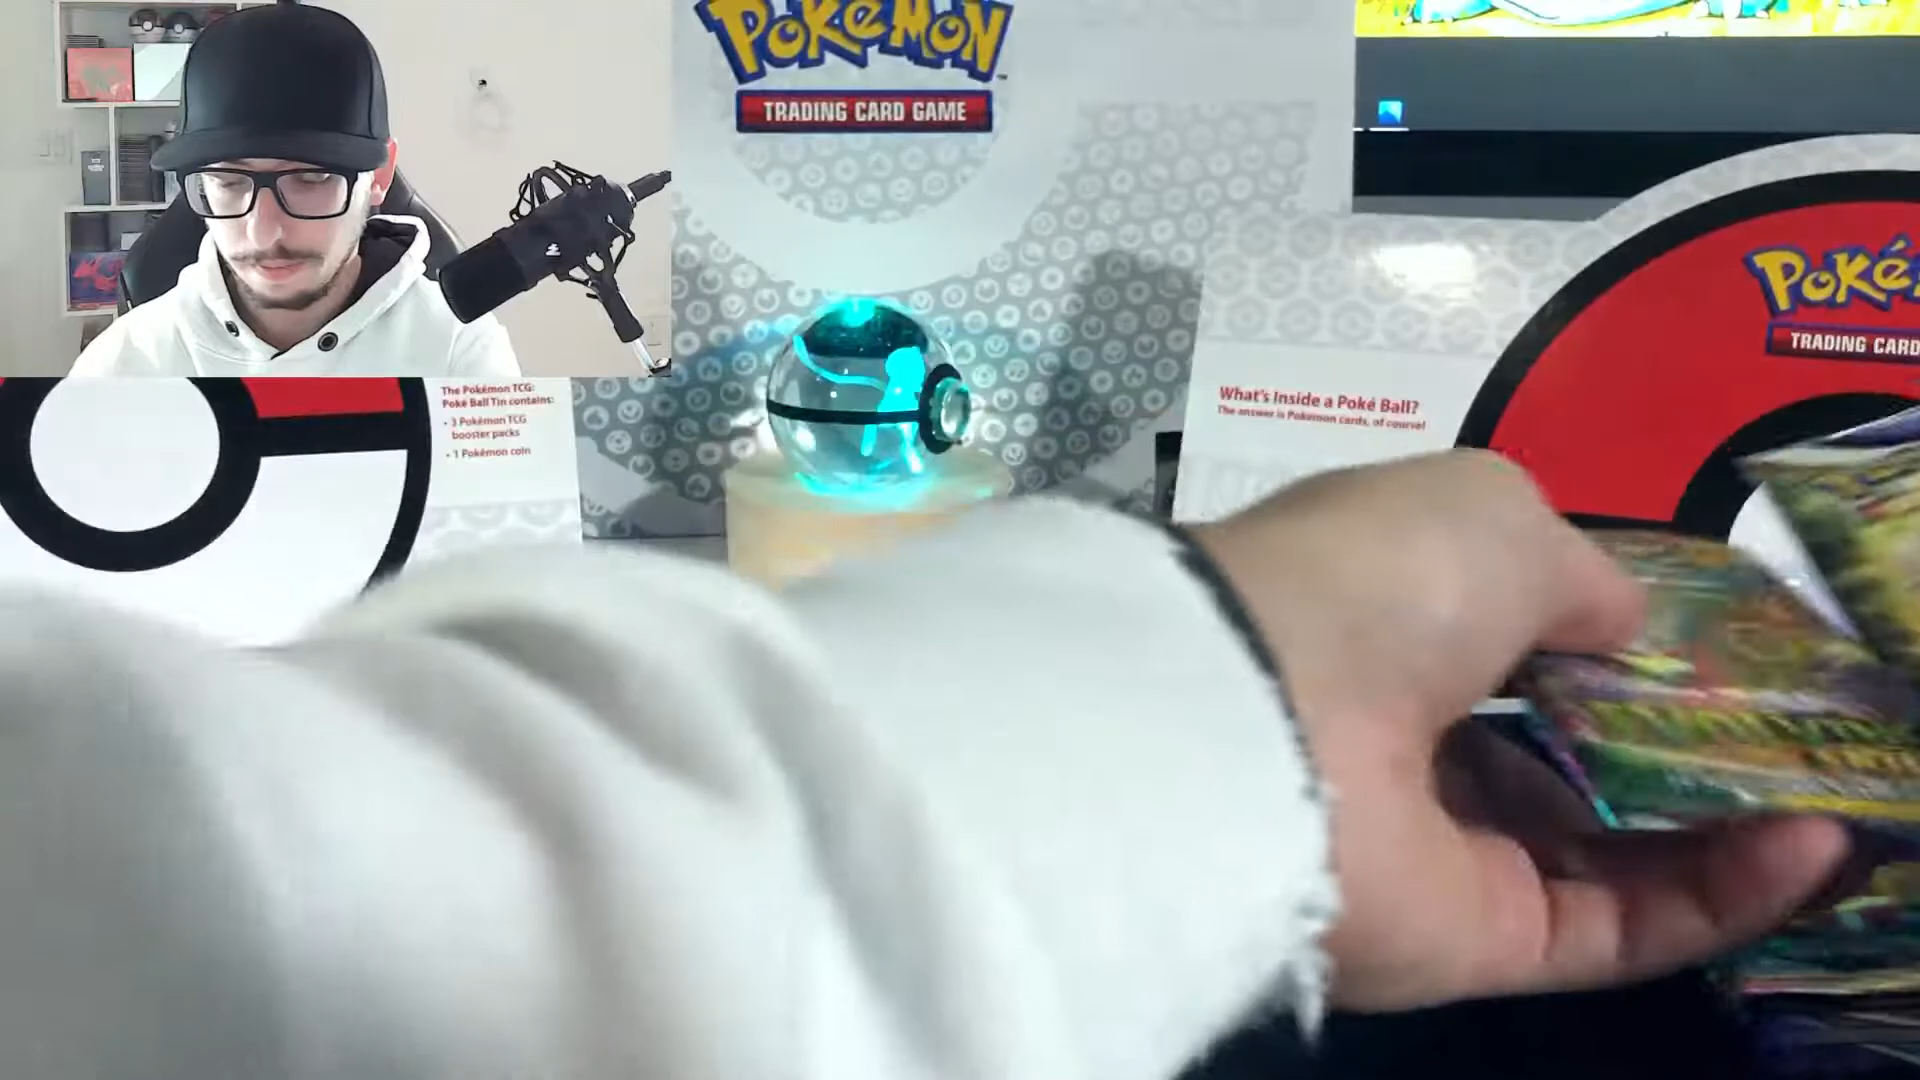 POKéMON
TRADING CARD GAME
The Pokémon TCG:
Poké Ball Tin contains:
• 3 Pokémon TCG
booster packs
• 1 Pokémon coin
What's Inside a Poké Ball?
The answer is Pokémon cards, of course!
POKé
TRADING CARD